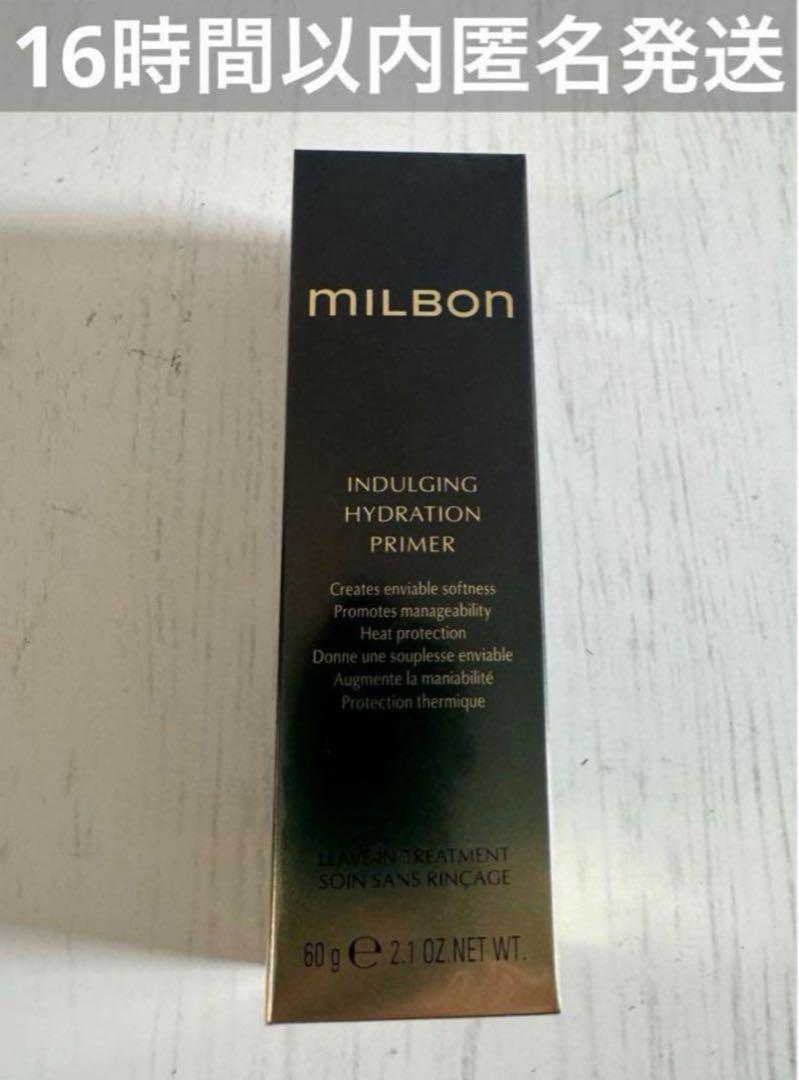 16時間以内匿名発送
MILBON
INDULGING
HYDRATION
PRIMER
Creates enviable softness
Promotes manageability
Heat protection
Donne une souplesse enviable
Augmente la maniabilité
Protection thermique
LEAVE-IN TREATMENT
SOIN SANS RINÇAGE
60 g e 2.1 OZ.NET WT.